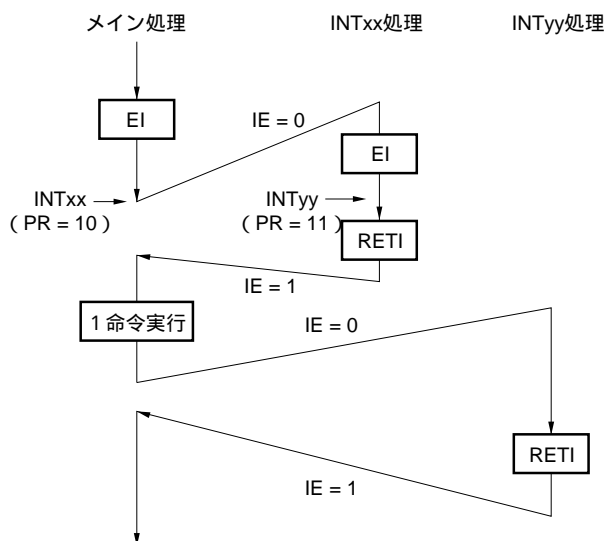 メイン処理
INTxx処理
INTyy処理
EI
IE = 0
EI
INTxx
(PR = 10)
INTyy
(PR = 11)
RETI
IE = 1
1命令実行
IE = 0
RETI
IE = 1